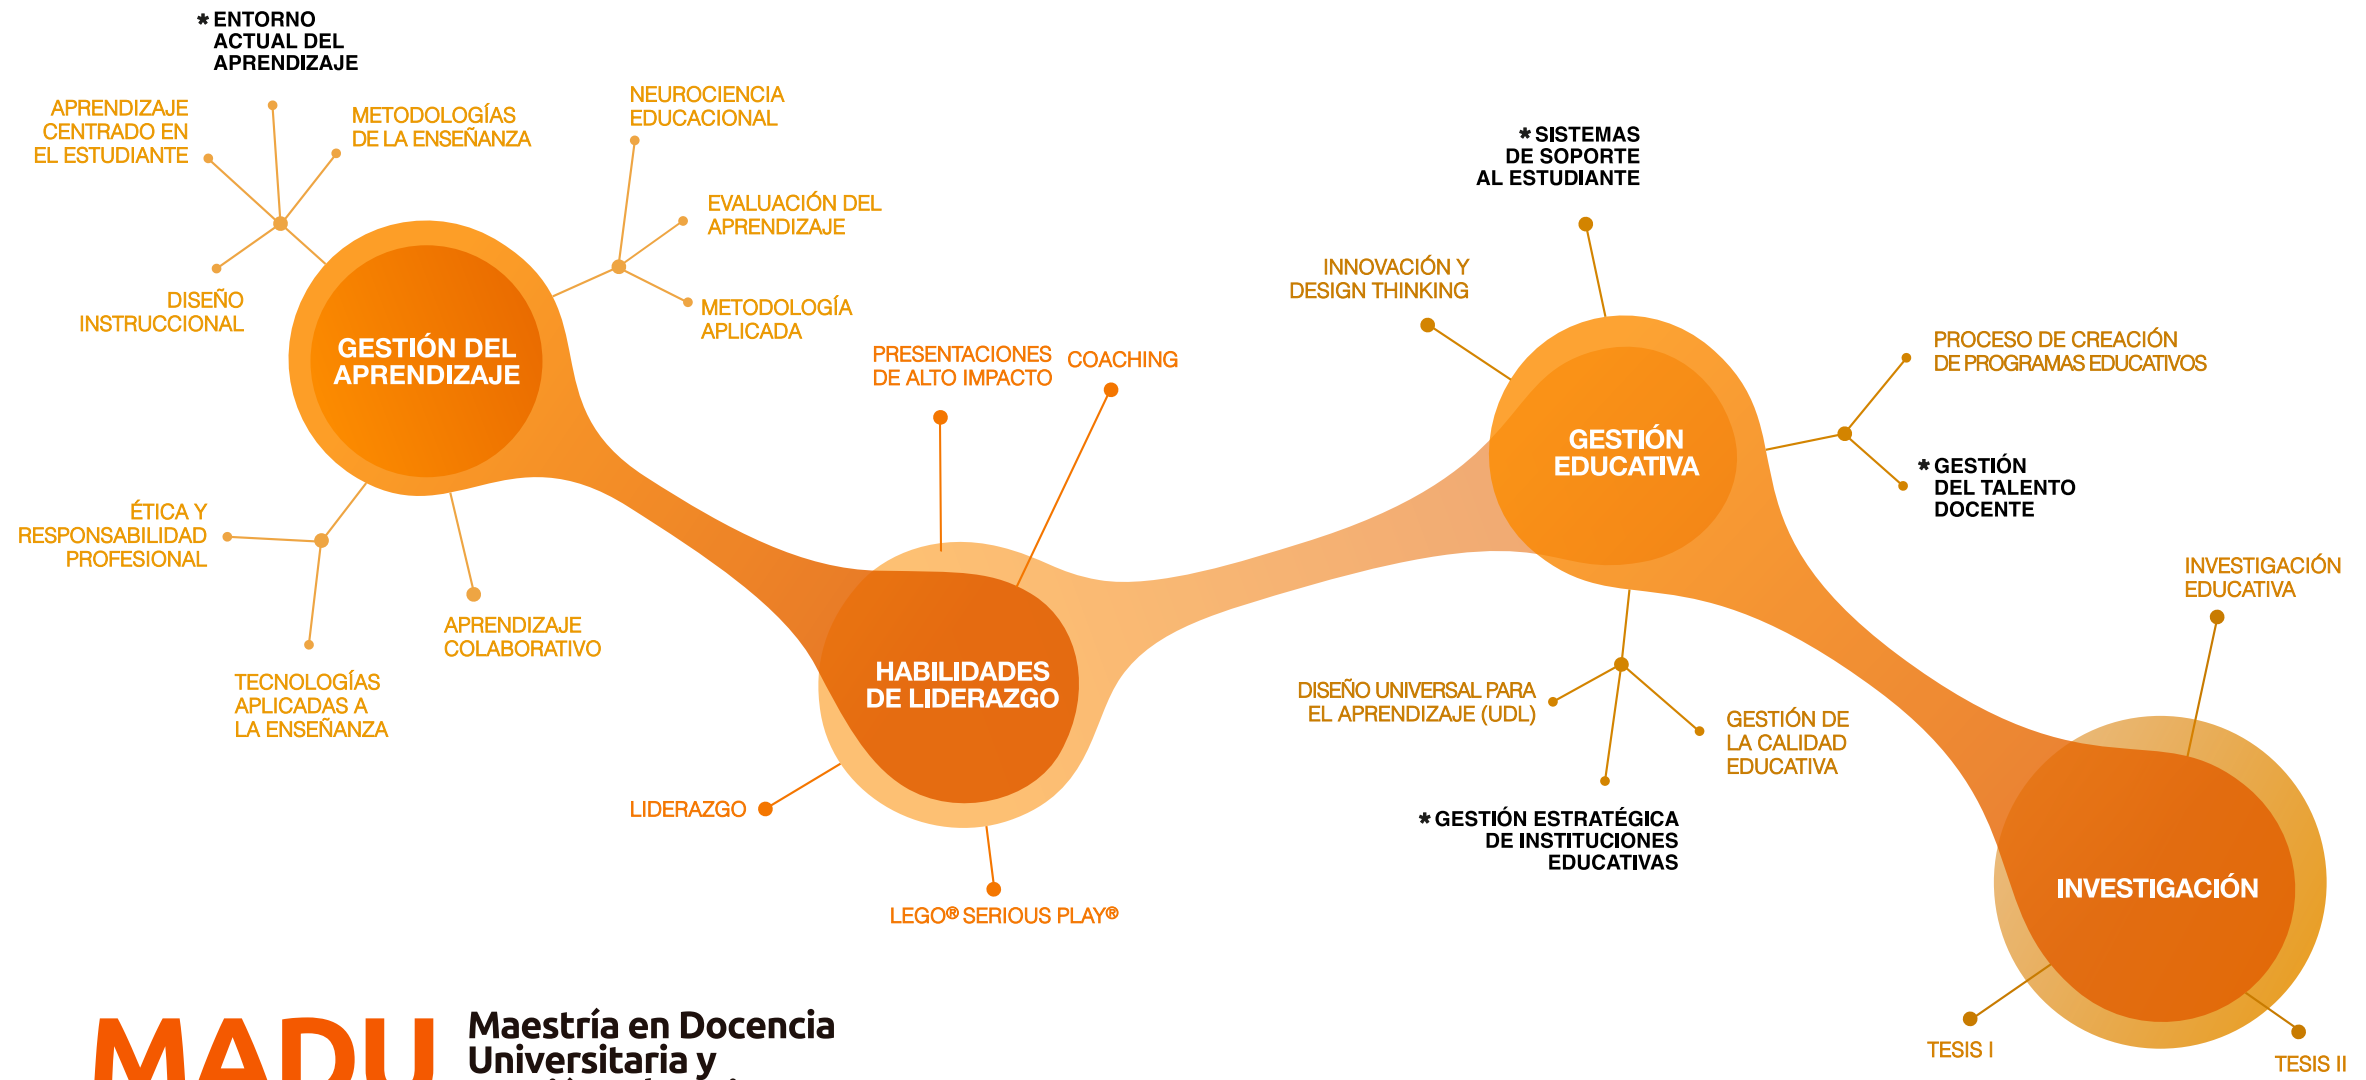 * ENTORNO
ACTUAL DEL
APRENDIZAJE
APRENDIZAJE
CENTRADO EN
EL ESTUDIANTE
METODOLOGÍAS
DE LA ENSEÑANZA
DISEÑO
INSTRUCCIONAL
NEUROCIENCIA
EDUCACIONAL
EVALUACIÓN DEL
APRENDIZAJE
METODOLOGÍA
APLICADA
GESTIÓN DEL
APRENDIZAJE
ÉTICA Y
RESPONSABILIDAD
PROFESIONAL
TECNOLOGÍAS
APLICADAS A
LA ENSEÑANZA
APRENDIZAJE
COLABORATIVO
PRESENTACIONES
DE ALTO IMPACTO
COACHING
HABILIDADES
DE LIDERAZGO
LIDERAZGO
LEGO® SERIOUS PLAY®
* SISTEMAS
DE SOPORTE
AL ESTUDIANTE
INNOVACIÓN Y
DESIGN THINKING
GESTIÓN
EDUCATIVA
PROCESO DE CREACIÓN
DE PROGRAMAS EDUCATIVOS
* GESTIÓN
DEL TALENTO
DOCENTE
DISEÑO UNIVERSAL PARA
EL APRENDIZAJE (UDL)
GESTIÓN DE
LA CALIDAD
EDUCATIVA
* GESTIÓN ESTRATÉGICA
DE INSTITUCIONES
EDUCATIVAS
INVESTIGACIÓN
EDUCATIVA
INVESTIGACIÓN
TESIS I
TESIS II
MADU
Maestría en Docencia
Universitaria y